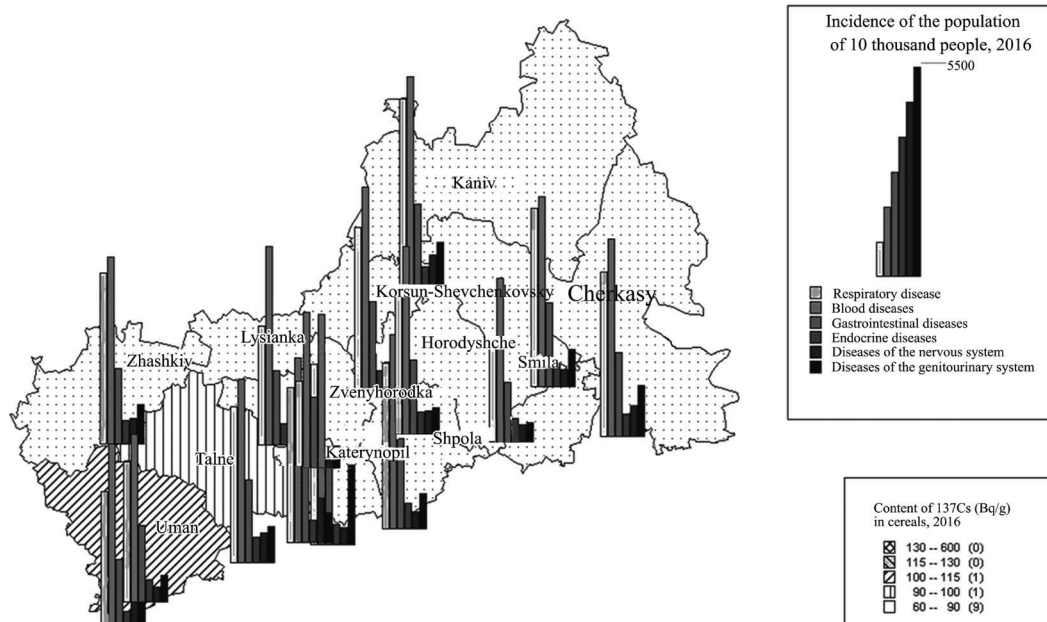 Incidence of the population
of 10 thousand people, 2016
5500
Respiratory disease
Blood diseases
Gastrointestinal diseases
Endocrine diseases
Diseases of the nervous system
Diseases of the genitourinary system
Kaniv
Korsun-Shevchenkovsky
Cherkasy
Lysianka
Horodyshche
Zhashkiv
Smila
Zvenyhorodka
Shpola
Talne
Katerynopil
Uman
Content of 137Cs (Bq/g)
in cereals, 2016
130 -- 600 (0)
115 -- 130 (0)
100 -- 115 (1)
90 -- 100 (1)
60 -- 90 (9)